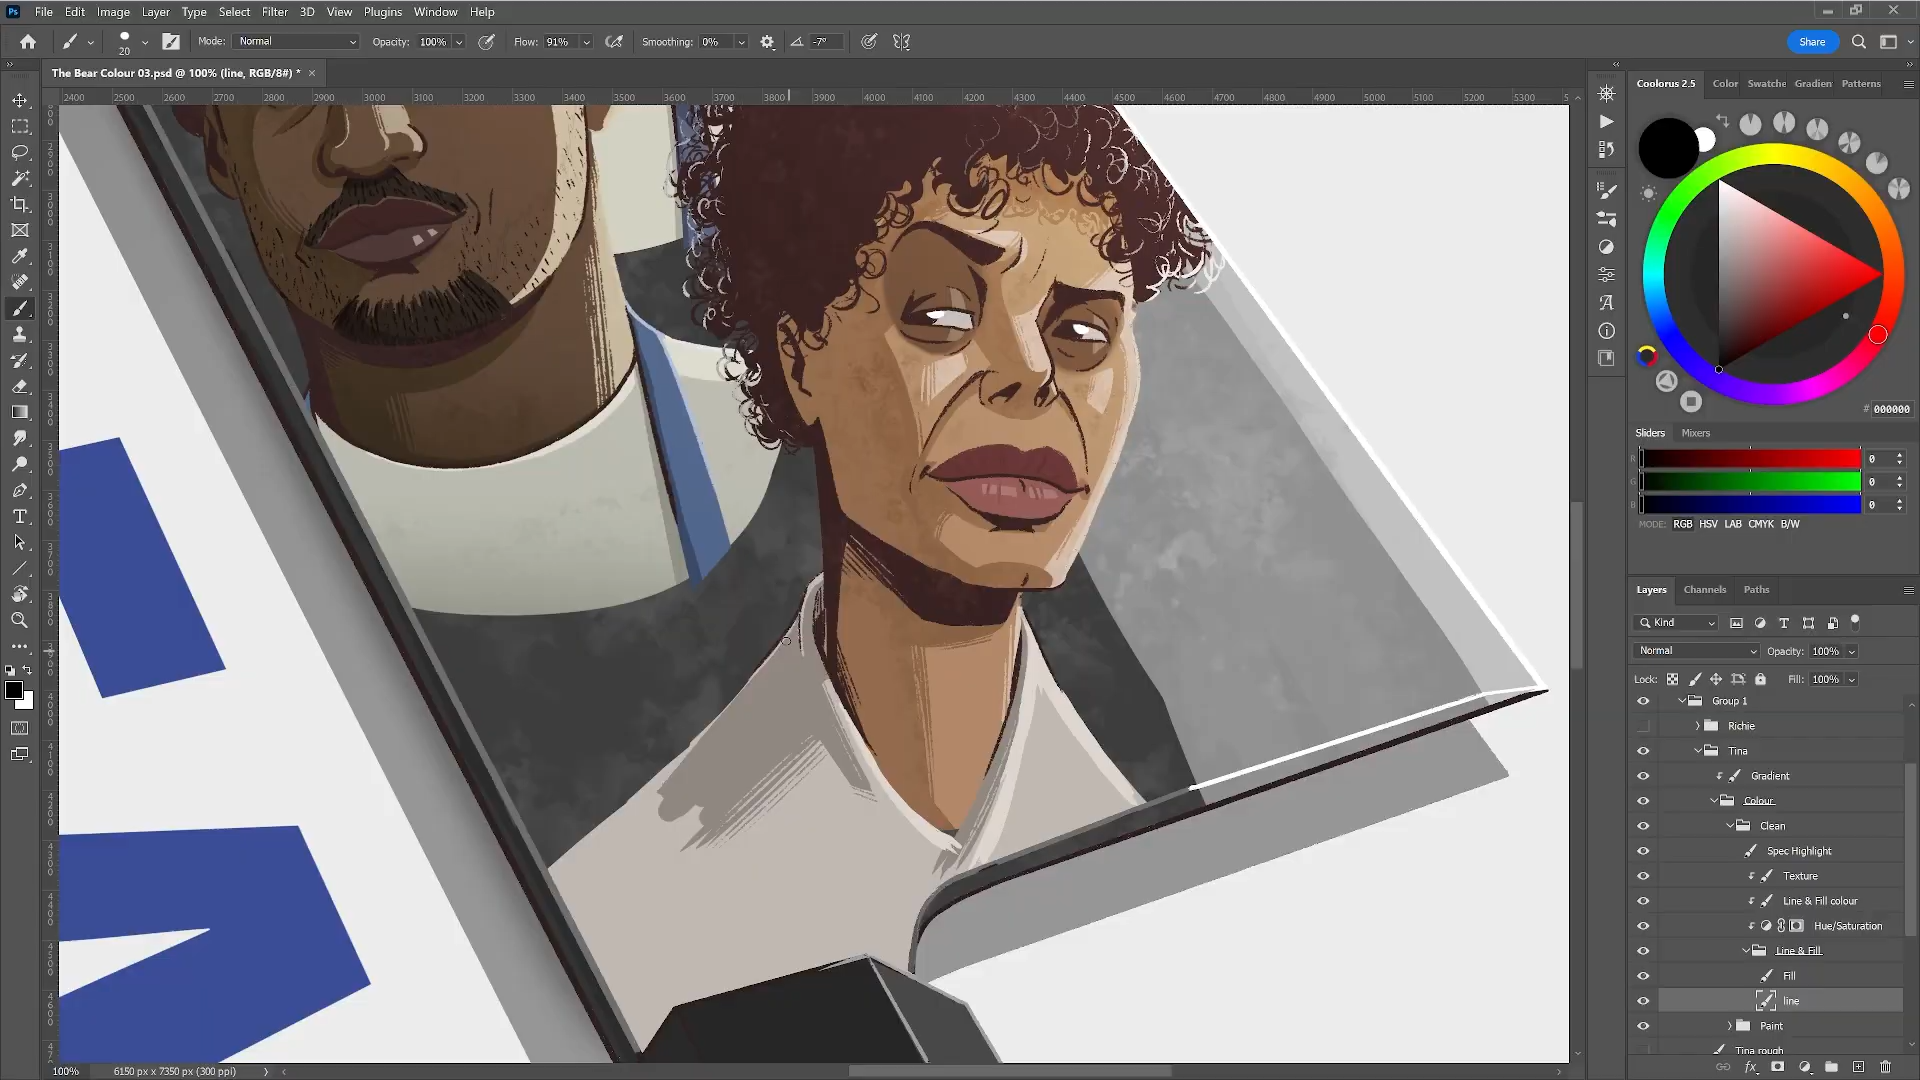 Ps File Edit Image Layer Type Select Filter 3D View Plugins Window Help
20 Mode: Normal Opacity: 100% Flow: 91% Smoothing: 0% -7° Share
The Bear Colour 03.psd @ 100% (line, RGB/8#) * ×
2400 2500 2600 2700 2800 2900 3000 3100 3200 3300 3400 3500 3600 3700 3800 3900 4000 4100 4200 4300 4400 4500 4600 4700 4800 4900 5000 5100 5200 5300
Coolorus 2.5 Color Swatche Gradien Patterns
# 000000
Sliders Mixers
R 0
G 0
B 0
MODE: RGB HSV LAB CMYK B/W
Layers Channels Paths
Kind
Normal Opacity: 100%
Lock: Fill: 100%
Group 1
Richie
Tina
Gradient
Colour
Clean
Spec Highlight
Texture
Line & Fill colour
Hue/Saturation
Line & Fill
Fill
line
Paint
Tina rough
100% 6150 px x 7350 px (300 ppi)